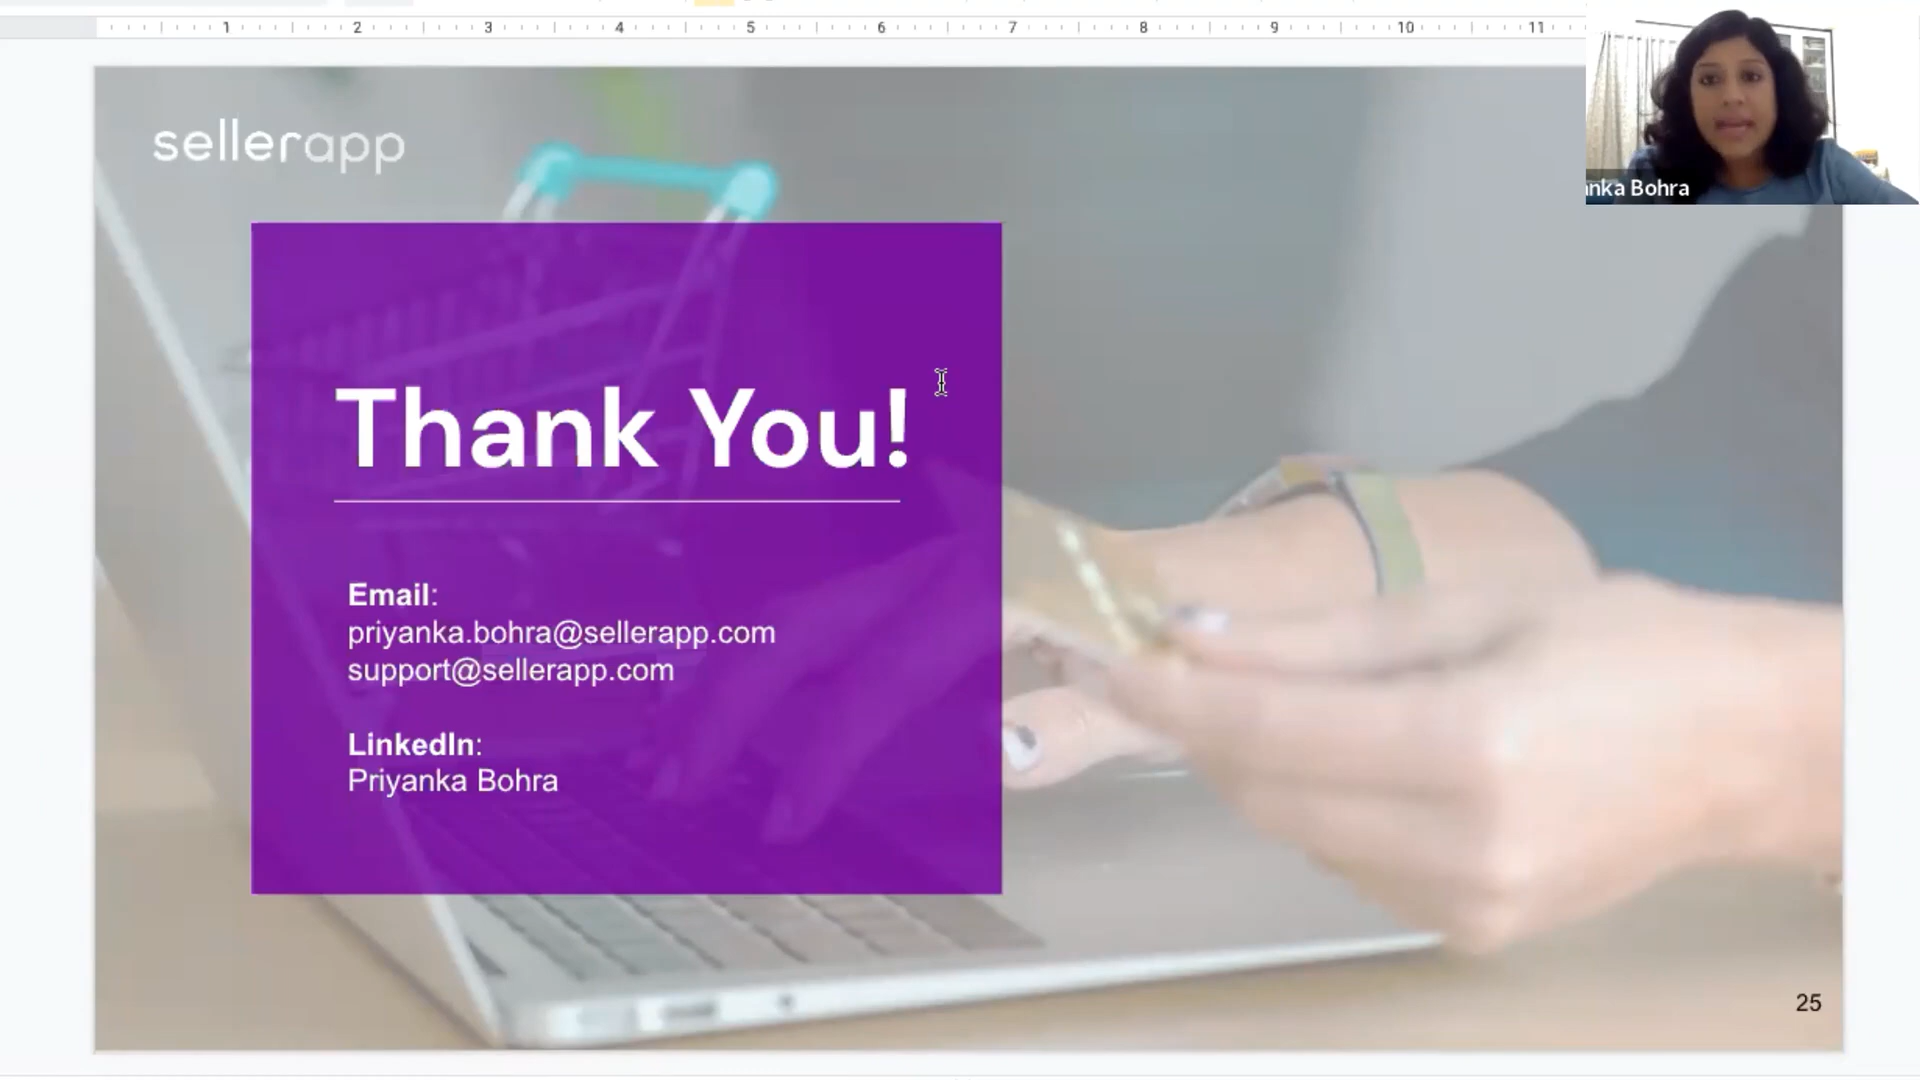 1 2 3 4 5 6 7 8 9 10 11
sellerapp
nka Bohra
Thank You!
Email:
priyanka.bohra@sellerapp.com
support@sellerapp.com
LinkedIn:
Priyanka Bohra
25